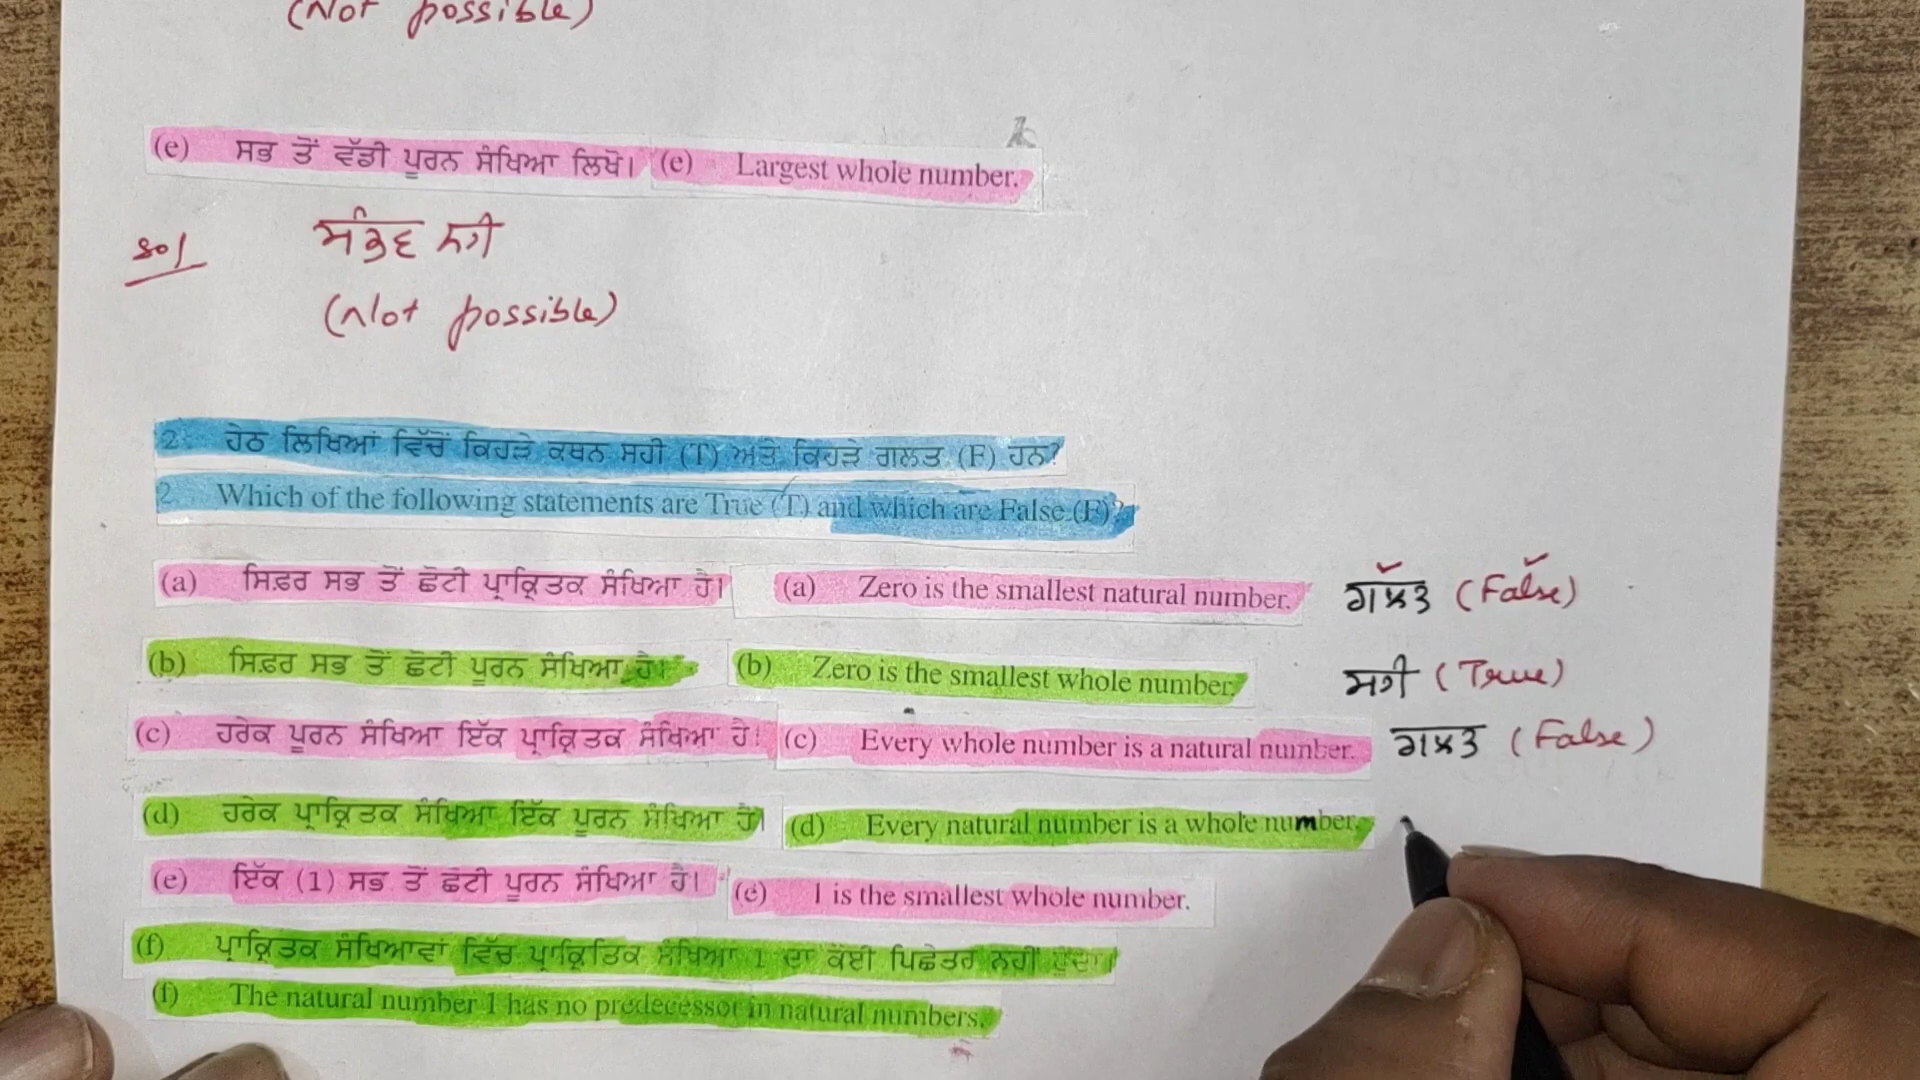 (Not possible)
(e) ਸਭ ਤੋਂ ਵੱਡੀ ਪੂਰਨ ਸੰਖਿਆ ਲਿਖੋ। (e) Largest whole number.
Sol ਸੰਭਵ ਨਹੀਂ
(Not possible)
2. ਹੇਠ ਲਿਖਿਆਂ ਵਿੱਚੋਂ ਕਿਹੜੇ ਕਥਨ ਸਹੀ (T) ਅਤੇ ਕਿਹੜੇ ਗਲਤ (F) ਹਨ?
2. Which of the following statements are True (T) and which are False (F)?
(a) ਸਿਫ਼ਰ ਸਭ ਤੋਂ ਛੋਟੀ ਪ੍ਰਾਕ੍ਰਿਤਕ ਸੰਖਿਆ ਹੈ। (a) Zero is the smallest natural number. ਗਲਤ (False)
(b) ਸਿਫ਼ਰ ਸਭ ਤੋਂ ਛੋਟੀ ਪੂਰਨ ਸੰਖਿਆ ਹੈ। (b) Zero is the smallest whole number. ਸਹੀ (True)
(c) ਹਰੇਕ ਪੂਰਨ ਸੰਖਿਆ ਇੱਕ ਪ੍ਰਾਕ੍ਰਿਤਕ ਸੰਖਿਆ ਹੈ। (c) Every whole number is a natural number. ਗਲਤ (False)
(d) ਹਰੇਕ ਪ੍ਰਾਕ੍ਰਿਤਕ ਸੰਖਿਆ ਇੱਕ ਪੂਰਨ ਸੰਖਿਆ ਹੈ। (d) Every natural number is a whole number.
(e) ਇੱਕ (1) ਸਭ ਤੋਂ ਛੋਟੀ ਪੂਰਨ ਸੰਖਿਆ ਹੈ। (e) 1 is the smallest whole number.
(f) ਪ੍ਰਾਕ੍ਰਿਤਕ ਸੰਖਿਆਵਾਂ ਵਿੱਚ ਪ੍ਰਾਕ੍ਰਿਤਿਕ ਸੰਖਿਆ 1 ਦਾ ਕੋਈ ਪਿਛੇਤਰ ਨਹੀਂ ਹੁੰਦਾ।
(f) The natural number 1 has no predecessor in natural numbers.